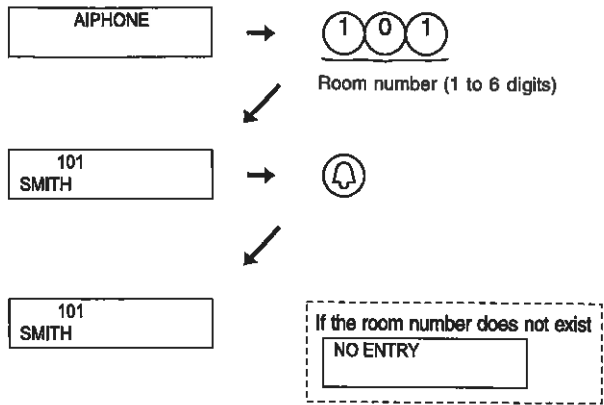 AIPHONE
1 0 1
Room number (1 to 6 digits)
101
SMITH
101
SMITH
If the room number does not exist
NO ENTRY